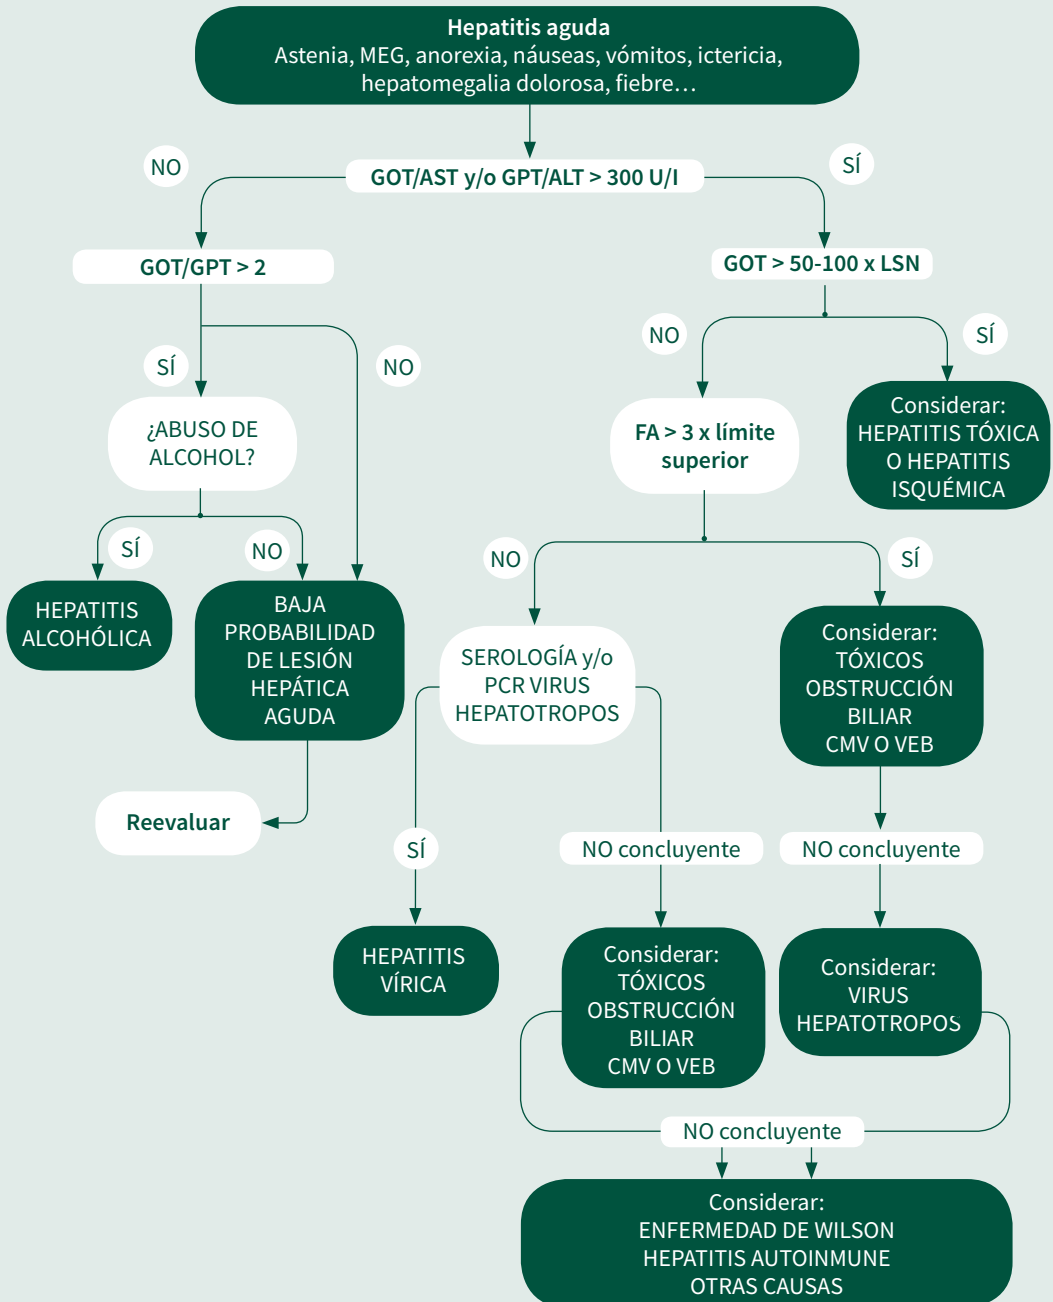 Hepatitis aguda
Astenia, MEG, anorexia, náuseas, vómitos, ictericia,
hepatomegalia dolorosa, fiebre…
NO
GOT/AST y/o GPT/ALT > 300 U/I
SÍ
GOT/GPT > 2
GOT > 50-100 x LSN
SÍ
NO
NO
SÍ
¿ABUSO DE
ALCOHOL?
FA > 3 x límite
superior
Considerar:
HEPATITIS TÓXICA
O HEPATITIS
ISQUÉMICA
SÍ
NO
NO
SÍ
HEPATITIS
ALCOHÓLICA
BAJA
PROBABILIDAD
DE LESIÓN
HEPÁTICA
AGUDA
SEROLOGÍA y/o
PCR VIRUS
HEPATOTROPOS
Considerar:
TÓXICOS
OBSTRUCCIÓN
BILIAR
CMV O VEB
Reevaluar
SÍ
NO concluyente
NO concluyente
HEPATITIS
VÍRICA
Considerar:
TÓXICOS
OBSTRUCCIÓN
BILIAR
CMV O VEB
Considerar:
VIRUS
HEPATOTROPOS
NO concluyente
Considerar:
ENFERMEDAD DE WILSON
HEPATITIS AUTOINMUNE
OTRAS CAUSAS